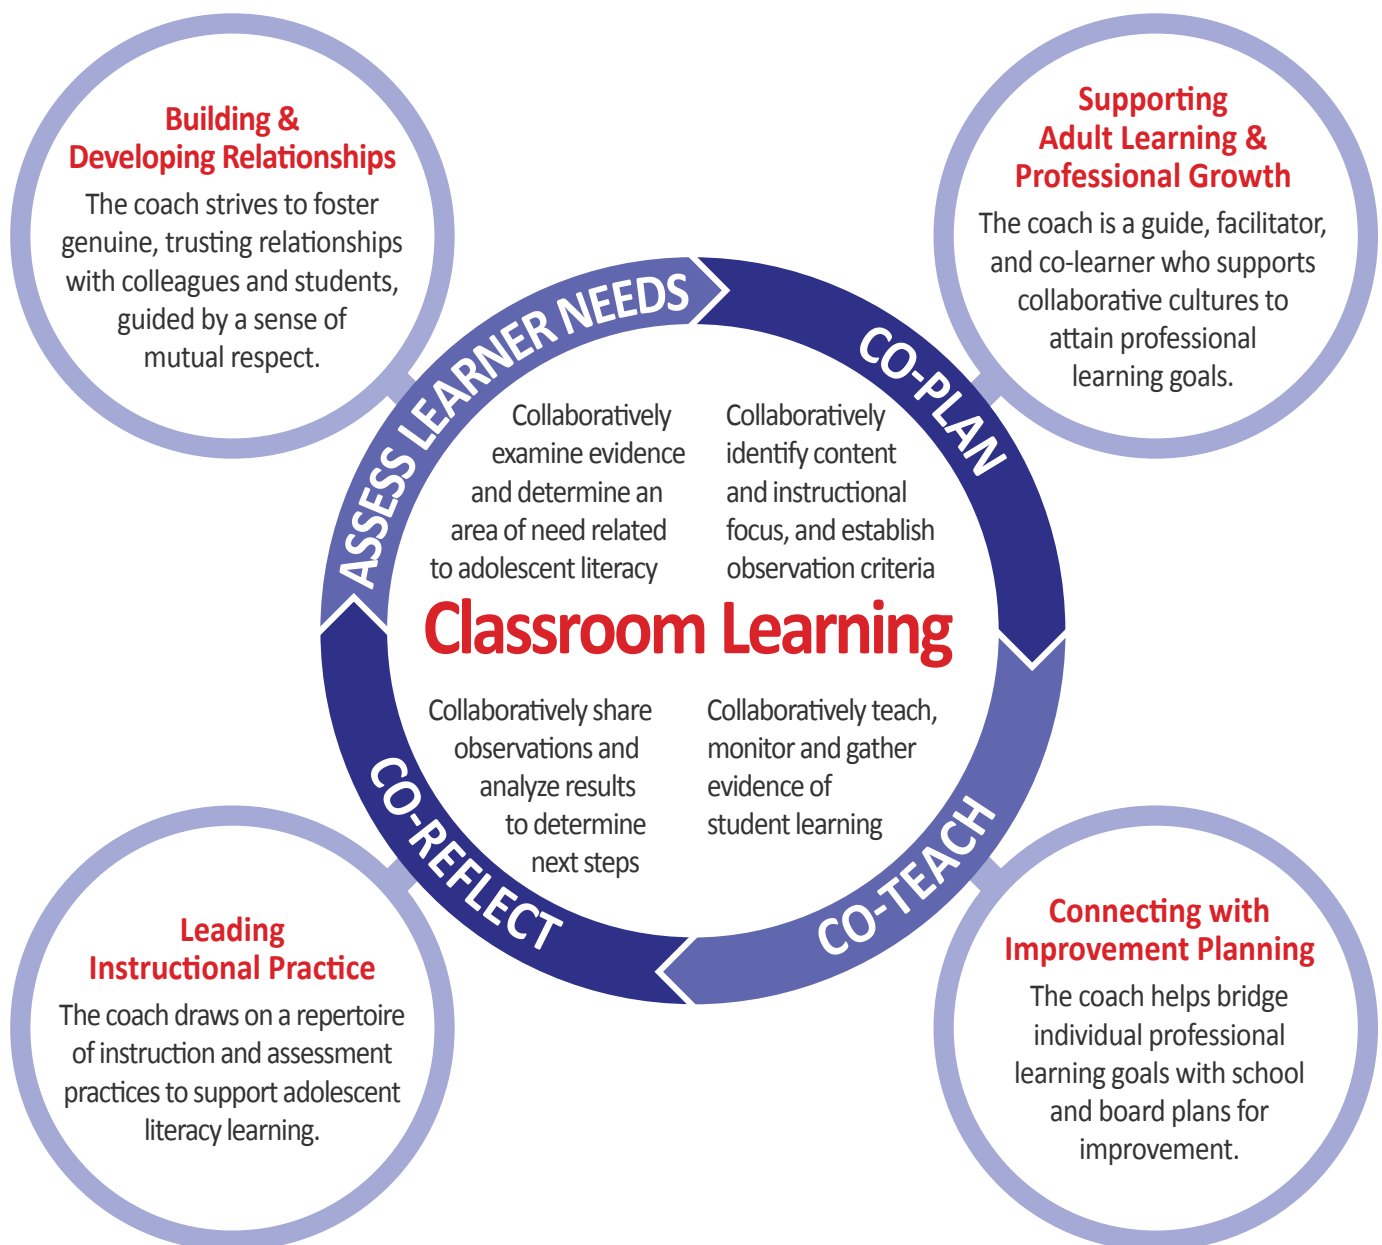 Building &
Developing Relationships
The coach strives to foster
genuine, trusting relationships
with colleagues and students,
guided by a sense of
mutual respect.
Supporting
Adult Learning &
Professional Growth
The coach is a guide, facilitator,
and co-learner who supports
collaborative cultures to
attain professional
learning goals.
ASSESS LEARNER NEEDS
Collaboratively
examine evidence
and determine an
area of need related
to adolescent literacy
CO-PLAN
Collaboratively
identify content
and instructional
focus, and establish
observation criteria
Classroom Learning
Collaboratively share
observations and
analyze results
to determine
next steps
CO-REFLECT
Collaboratively teach,
monitor and gather
evidence of
student learning
CO-TEACH
Leading
Instructional Practice
The coach draws on a repertoire
of instruction and assessment
practices to support adolescent
literacy learning.
Connecting with
Improvement Planning
The coach helps bridge
individual professional
learning goals with school
and board plans for
improvement.